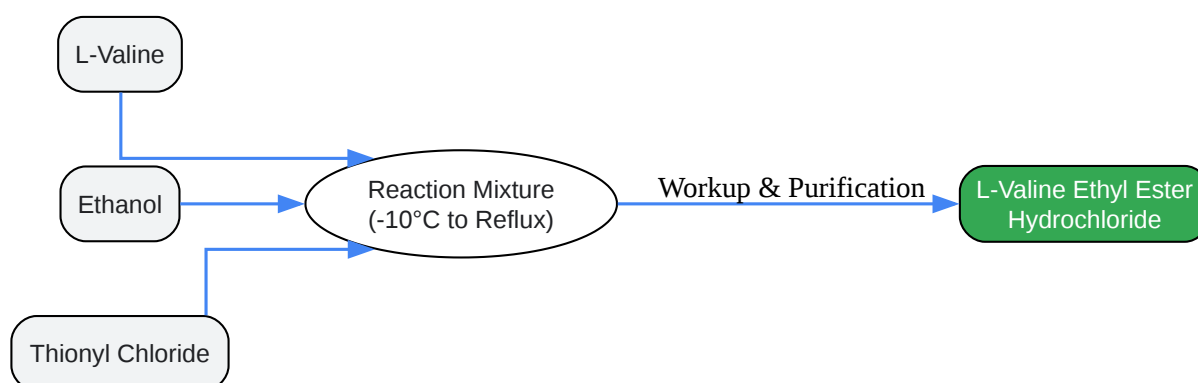 L-Valine
Ethanol
Thionyl Chloride
Reaction Mixture
(-10°C to Reflux)
Workup & Purification
L-Valine Ethyl Ester
Hydrochloride